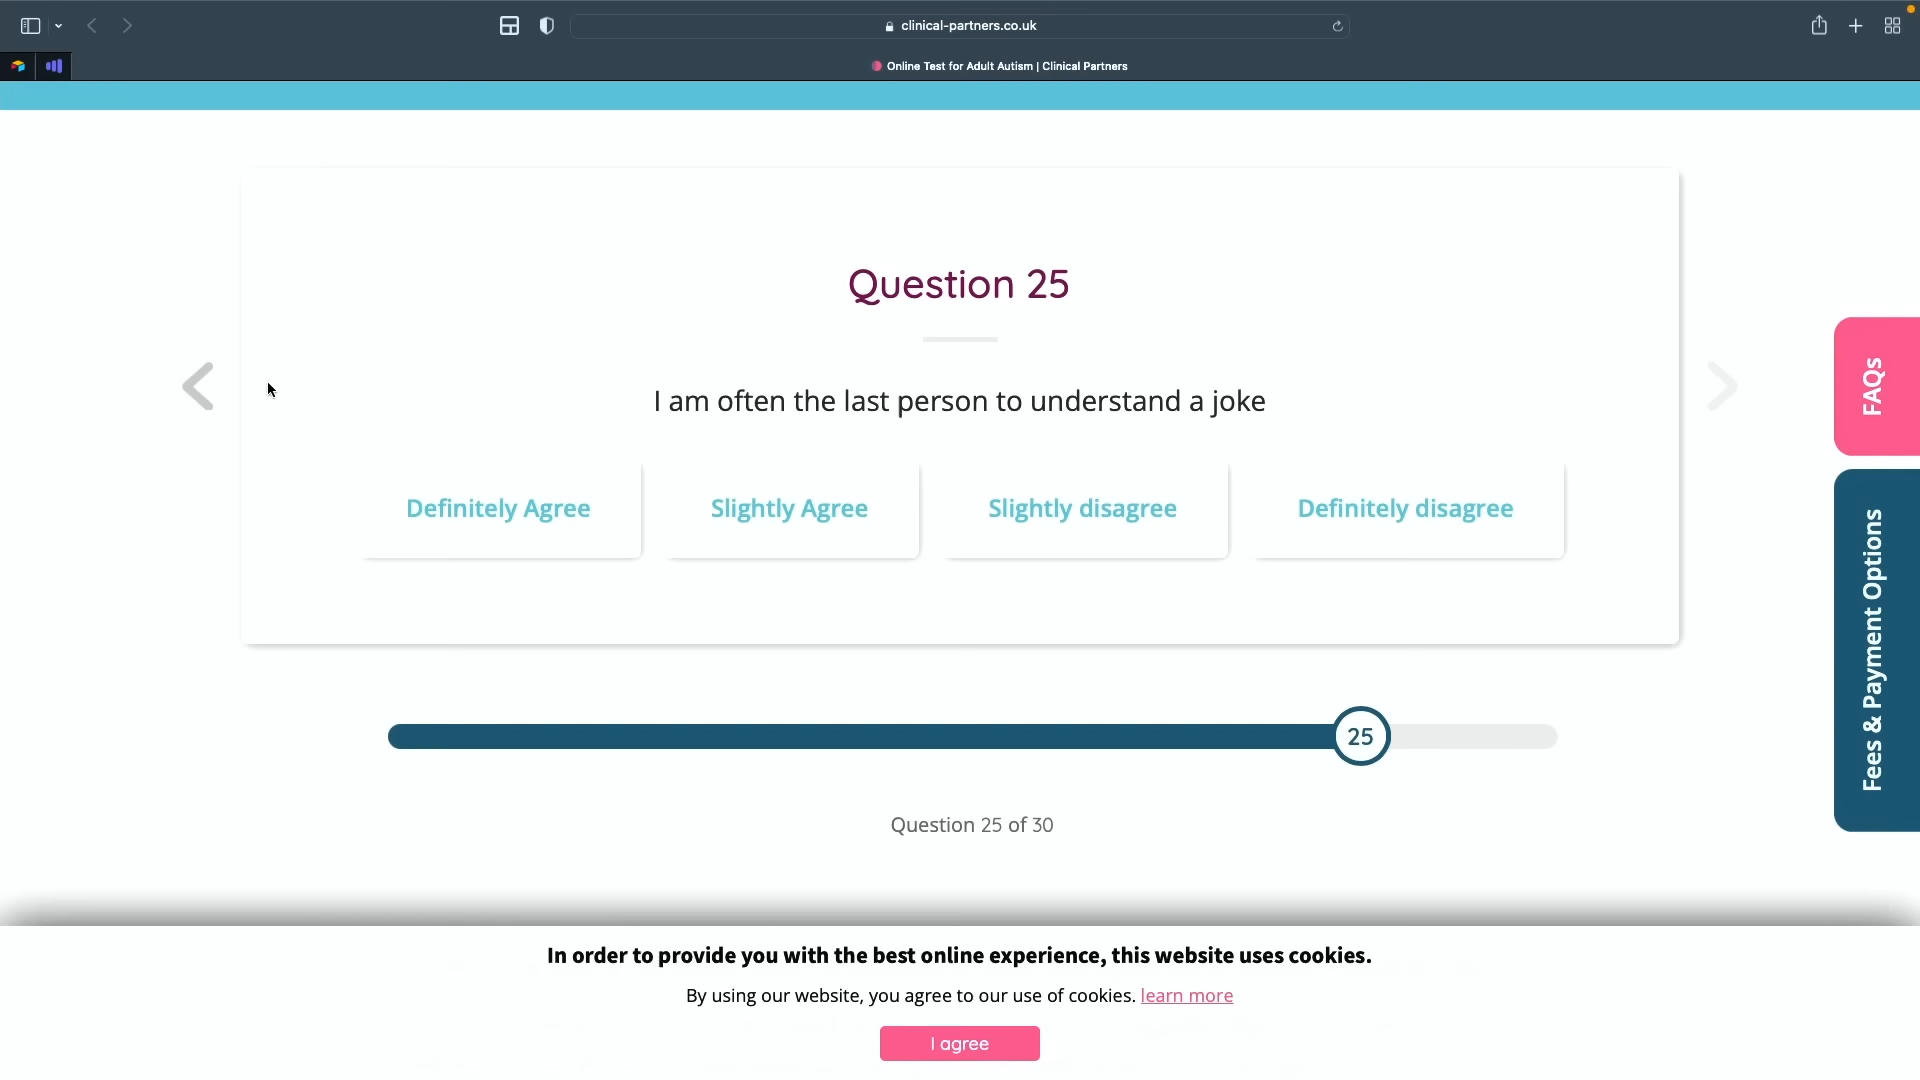 clinical-partners.co.uk
Online Test for Adult Autism | Clinical Partners
Question 25
I am often the last person to understand a joke
Definitely Agree
Slightly Agree
Slightly disagree
Definitely disagree
25
Question 25 of 30
FAQs
Fees & Payment Options
In order to provide you with the best online experience, this website uses cookies.
By using our website, you agree to our use of cookies. learn more
I agree